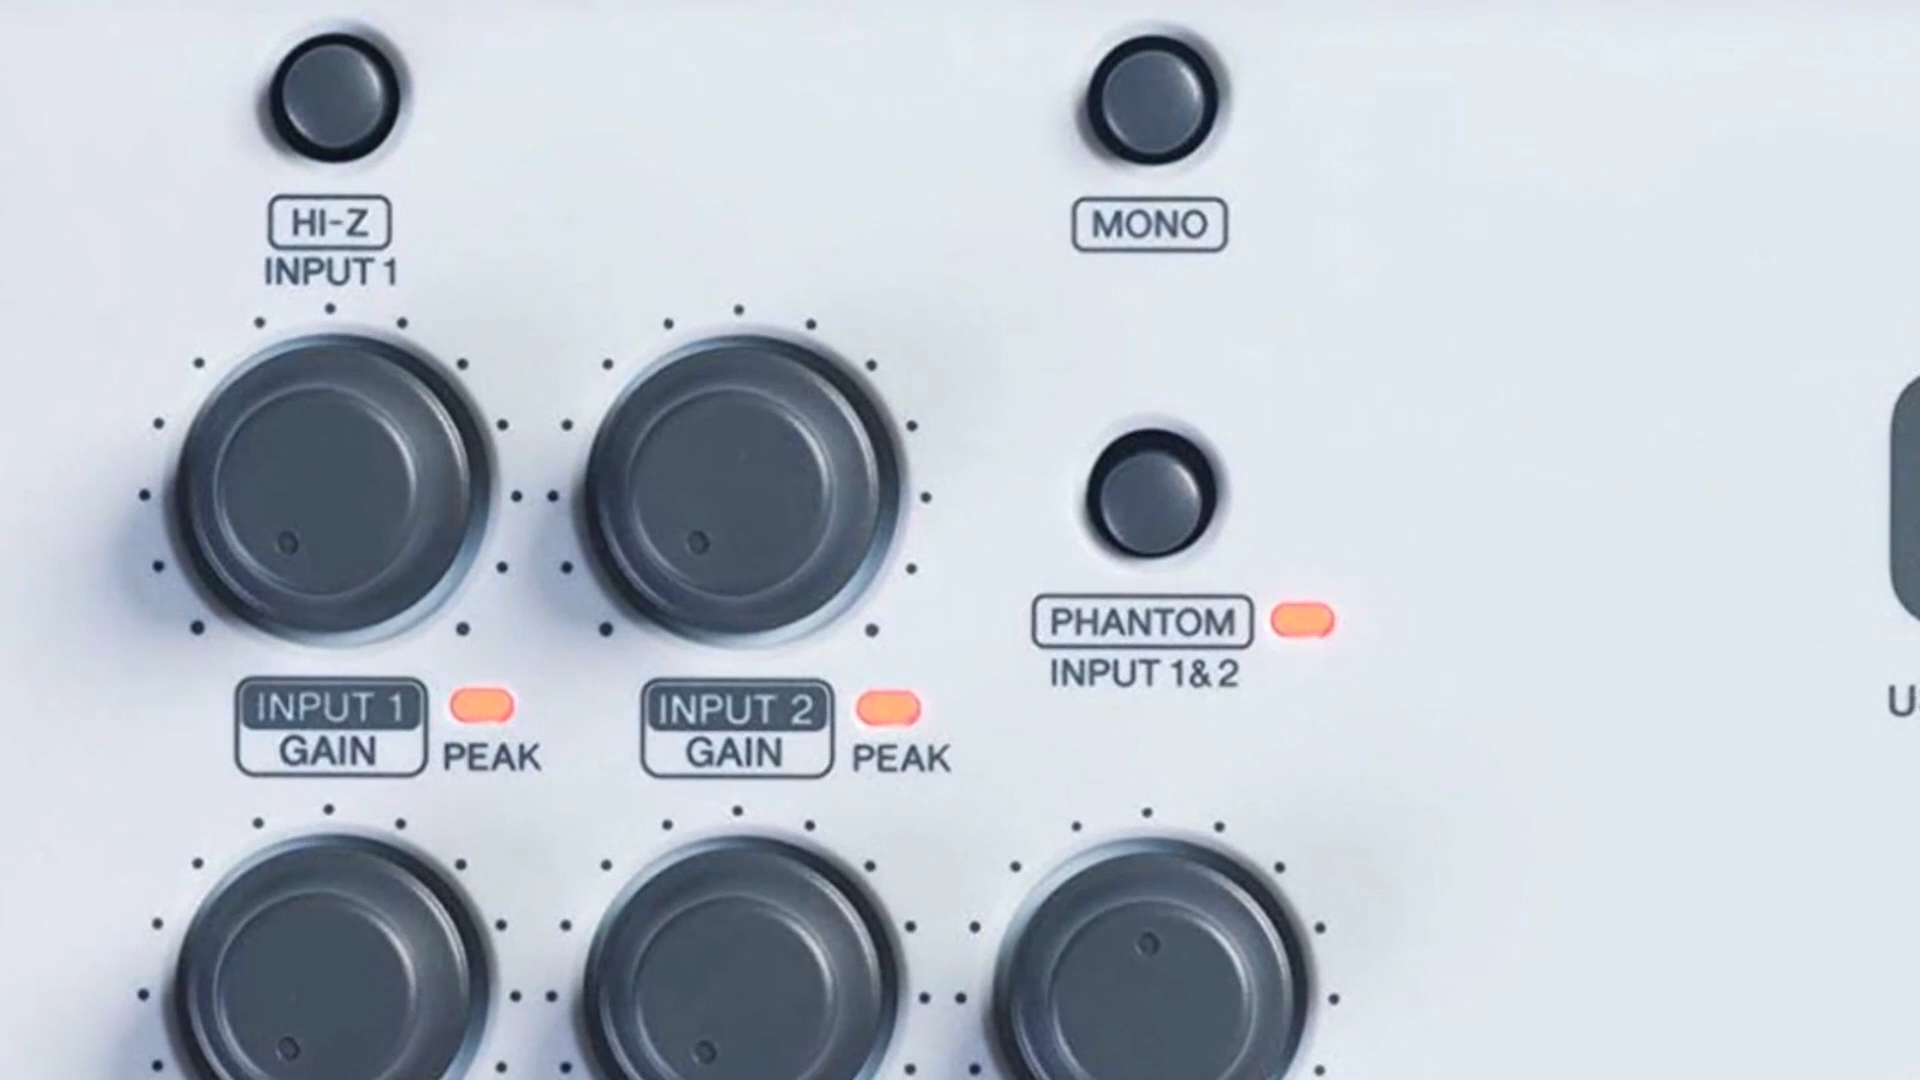 HI-Z
INPUT 1
MONO
PHANTOM
INPUT 1&2
INPUT 1
GAIN
PEAK
INPUT 2
GAIN
PEAK